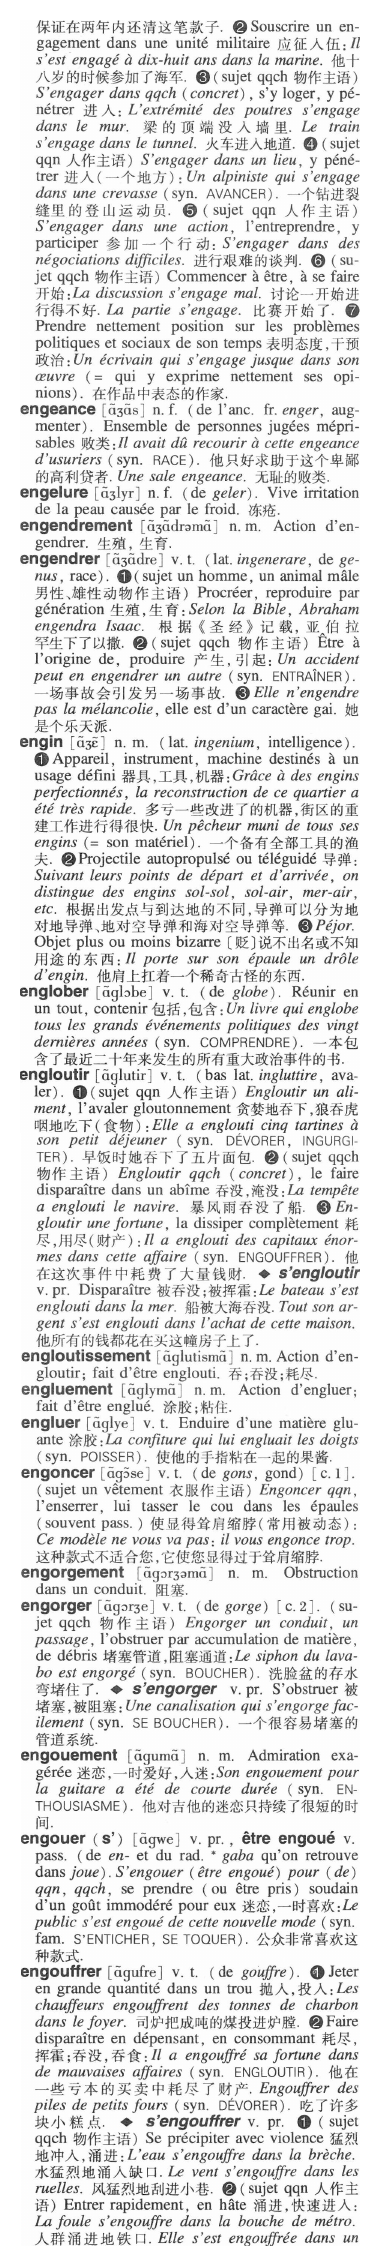 保证在两年内还清这笔款子. ❷ Souscrire un en-
gagement dans une unité militaire 应征入伍: Il
s'est engagé à dix-huit ans dans la marine. 他十
八岁的时候参加了海军. ❸ (sujet qqch 物作主语)
S'engager dans qqch (concret), s'y loger, y pé-
nétrer 进入: L'extrémité des poutres s'engage
dans le mur. 梁的顶端没入墙里. Le train
s'engage dans le tunnel. 火车进入地道. ❹ (sujet
qqn 人作主语) S'engager dans un lieu, y péné-
trer 进入(一个地方): Un alpiniste qui s'engage
dans une crevasse (syn. AVANCER). 一个钻进裂
缝里的登山运动员. ❺ (sujet qqn 人作主语)
S'engager dans une action, l'entreprendre, y
participer 参加一个行动: S'engager dans des
négociations difficiles. 进行艰难的谈判. ❻ (su-
jet qqch 物作主语) Commencer à être, à se faire
开始: La discussion s'engage mal. 讨论一开始进
行得不好. La partie s'engage. 比赛开始了. ❼
Prendre nettement position sur les problèmes
politiques et sociaux de son temps 表明态度,干预
政治: Un écrivain qui s'engage jusque dans son
œuvre (= qui y exprime nettement ses opi-
nions). 在作品中表态的作家.
engeance [ãʒãs] n. f. (de l'anc. fr. enger, aug-
menter). Ensemble de personnes jugées mépri-
sables 败类: Il avait dû recourir à cette engeance
d'usuriers (syn. RACE). 他只好求助于这个卑鄙
的高利贷者. Une sale engeance. 无耻的败类.
engelure [ãʒlyr] n. f. (de geler). Vive irritation
de la peau causée par le froid. 冻疮.
engendrement [ãʒãdrəmã] n. m. Action d'en-
gendrer. 生殖, 生育.
engendrer [ãʒãdre] v. t. (lat. ingenerare, de ge-
nus, race). ❶ (sujet un homme, un animal mâle
男性、雄性动物作主语) Procréer, reproduire par
génération 生殖,生育: Selon la Bible, Abraham
engendra Isaac. 根据《圣经》记载, 亚伯拉
罕生下了以撒. ❷ (sujet qqch 物作主语) Être à
l'origine de, produire 产生, 引起: Un accident
peut en engendrer un autre (syn. ENTRAÎNER).
一场事故会引发另一场事故. ❸ Elle n'engendre
pas la mélancolie, elle est d'un caractère gai. 她
是个乐天派.
engin [ãʒɛ̃] n. m. (lat. ingenium, intelligence).
❶ Appareil, instrument, machine destinés à un
usage défini 器具,工具,机器: Grâce à des engins
perfectionnés, la reconstruction de ce quartier a
été très rapide. 多亏一些改进了的机器,街区的重
建工作进行得很快. Un pêcheur muni de tous ses
engins (= son matériel). 一个备有全部工具的渔
夫. ❷ Projectile autopropulsé ou téléguidé 导弹:
Suivant leurs points de départ et d'arrivée, on
distingue des engins sol-sol, sol-air, mer-air,
etc. 根据出发点与到达地的不同,导弹可以分为地
对地导弹、地对空导弹和海对空导弹等. ❸ Péjor.
Objet plus ou moins bizarre [贬]说不出名或不知
用途的东西: Il porte sur son épaule un drôle
d'engin. 他肩上扛着一个稀奇古怪的东西.
englober [ãglɔbe] v. t. (de globe). Réunir en
un tout, contenir 包括,包含: Un livre qui englobe
tous les grands événements politiques des vingt
dernières années (syn. COMPRENDRE). 一本包
含了最近二十年来发生的所有重大政治事件的书.
engloutir [ãglutir] v. t. (bas lat. ingluttire, ava-
ler). ❶ (sujet qqn 人作主语) Engloutir un ali-
ment, l'avaler gloutonnement 贪婪地吞下,狼吞虎
咽地吃下(食物): Elle a englouti cinq tartines à
son petit déjeuner (syn. DÉVORER, INGURGI-
TER). 早饭时她吞下了五片面包. ❷ (sujet qqch
物作主语) Engloutir qqch (concret), le faire
disparaître dans un abîme 吞没,淹没: La tempête
a englouti le navire. 暴风雨吞没了船. ❸ En-
gloutir une fortune, la dissiper complètement 耗
尽,用尽(财产): Il a englouti des capitaux énor-
mes dans cette affaire (syn. ENGOUFFRER). 他
在这次事件中耗费了大量钱财. ◆ s'engloutir
v. pr. Disparaître 被吞没;被挥霍: Le bateau s'est
englouti dans la mer. 船被大海吞没. Tout son ar-
gent s'est englouti dans l'achat de cette maison.
他所有的钱都花在买这幢房子上了.
engloutissement [ãglutismã] n. m. Action d'en-
gloutir; fait d'être englouti. 吞;吞没;耗尽.
engluement [ãglymã] n. m. Action d'engluer;
fait d'être englué. 涂胶;粘住.
engluer [ãglye] v. t. Enduire d'une matière glu-
ante 涂胶: La confiture qui lui engluait les doigts
(syn. POISSER). 使他的手指粘在一起的果酱.
engoncer [ãgɔ̃se] v. t. (de gons, gond) [c. 1].
(sujet un vêtement 衣服作主语) Engoncer qqn,
l'enserrer, lui tasser le cou dans les épaules
(souvent pass.) 使显得耸肩缩脖(常用被动态):
Ce modèle ne vous va pas: il vous engonce trop.
这种款式不适合您,它使您显得过于耸肩缩脖.
engorgement [ãgɔrʒəmã] n. m. Obstruction
dans un conduit. 阻塞.
engorger [ãgɔrʒe] v. t. (de gorge) [c. 2]. (su-
jet qqch 物作主语) Engorger un conduit, un
passage, l'obstruer par accumulation de matière,
de débris 堵塞管道,阻塞通道: Le siphon du lava-
bo est engorgé (syn. BOUCHER). 洗脸盆的存水
弯堵住了. ◆ s'engorger v. pr. S'obstruer 被
堵塞,被阻塞: Une canalisation qui s'engorge fac-
ilement (syn. SE BOUCHER). 一个很容易堵塞的
管道系统.
engouement [ãgumã] n. m. Admiration exa-
gérée 迷恋,一时爱好,入迷: Son engouement pour
la guitare a été de courte durée (syn. EN-
THOUSIASME). 他对吉他的迷恋只持续了很短的时
间.
engouer (s') [ãgwe] v. pr., être engoué v.
pass. (de en- et du rad. * gaba qu'on retrouve
dans joue). S'engouer (être engoué) pour (de)
qqn, qqch, se prendre (ou être pris) soudain
d'un goût immodéré pour eux 迷恋,一时喜欢: Le
public s'est engoué de cette nouvelle mode (syn.
fam. S'ENTICHER, SE TOQUER). 公众非常喜欢这
种款式.
engouffrer [ãgufre] v. t. (de gouffre). ❶ Jeter
en grande quantité dans un trou 抛入,投入: Les
chauffeurs engouffrent des tonnes de charbon
dans le foyer. 司炉把成吨的煤投进炉膛. ❷ Faire
disparaître en dépensant, en consommant 耗尽,
挥霍;吞没,吞食: Il a engouffré sa fortune dans
de mauvaises affaires (syn. ENGLOUTIR). 他在
一些亏本的买卖中耗尽了财产. Engouffrer des
piles de petits fours (syn. DÉVORER). 吃了许多
块小糕点. ◆ s'engouffrer v. pr. ❶ (sujet
qqch 物作主语) Se précipiter avec violence 猛烈
地冲入,涌进: L'eau s'engouffre dans la brèche.
水猛烈地涌入缺口. Le vent s'engouffre dans les
ruelles. 风猛烈地刮进小巷. ❷ (sujet qqn 人作主
语) Entrer rapidement, en hâte 涌进,快速进入:
La foule s'engouffre dans la bouche de métro.
人群涌进地铁口. Elle s'est engouffrée dans un